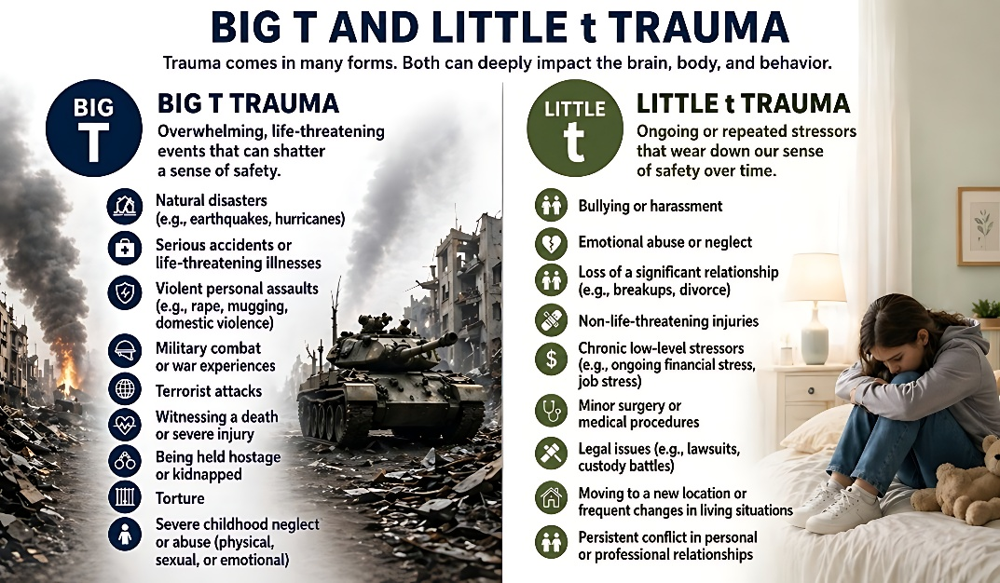 BIG T AND LITTLE t TRAUMA
Trauma comes in many forms. Both can deeply impact the brain, body, and behavior.
BIG
T
BIG T TRAUMA
Overwhelming, life-threatening
events that can shatter
a sense of safety.
Natural disasters
(e.g., earthquakes, hurricanes)
Serious accidents or
life-threatening illnesses
Violent personal assaults
(e.g., rape, mugging,
domestic violence)
Military combat
or war experiences
Terrorist attacks
Witnessing a death
or severe injury
Being held hostage
or kidnapped
Torture
Severe childhood neglect
or abuse (physical,
sexual, or emotional)
LITTLE
t
LITTLE t TRAUMA
Ongoing or repeated stressors
that wear down our sense
of safety over time.
Bullying or harassment
Emotional abuse or neglect
Loss of a significant relationship
(e.g., breakups, divorce)
Non-life-threatening injuries
$
Chronic low-level stressors
(e.g., ongoing financial stress,
job stress)
Minor surgery or
medical procedures
Legal issues (e.g., lawsuits,
custody battles)
Moving to a new location or
frequent changes in living situations
Persistent conflict in personal
or professional relationships